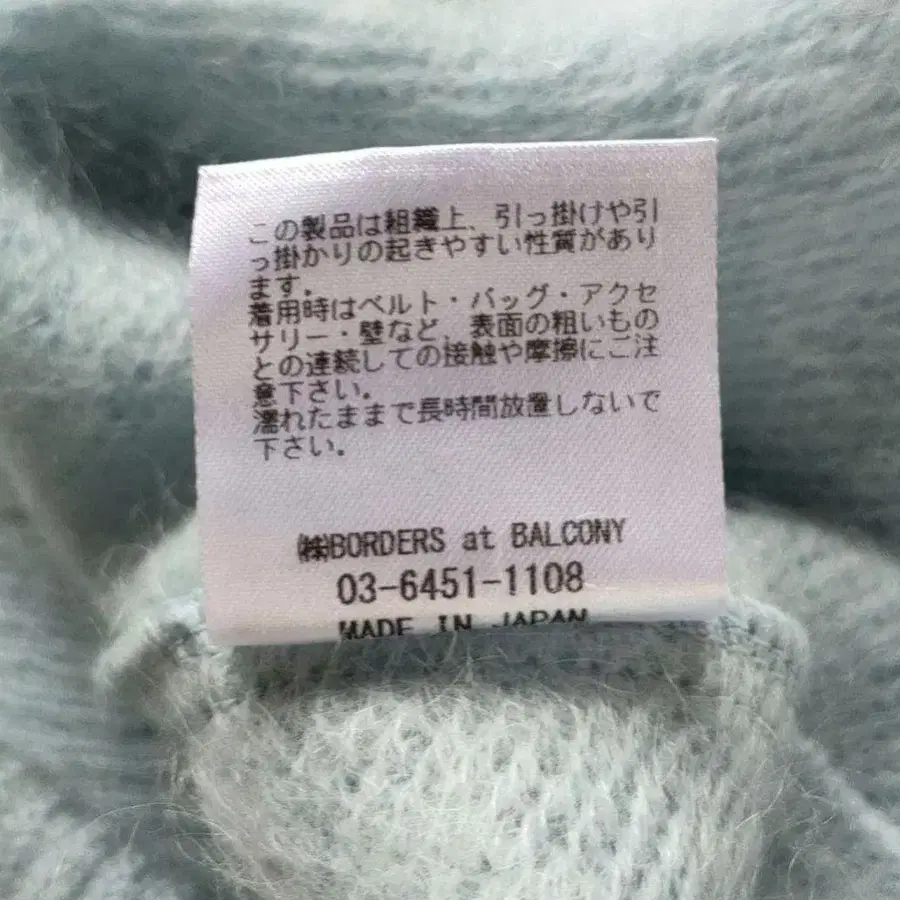 この製品は組織上、引っ掛けや引
っ掛かりの起きやすい性質があり
ます。
着用時はベルト・バッグ・アクセ
サリー・壁など、表面の粗いもの
との連続しての接触や摩擦にご注
意下さい。
濡れたままで長時間放置しないで
下さい。
㈱BORDERS at BALCONY
03-6451-1108
MADE IN JAPAN